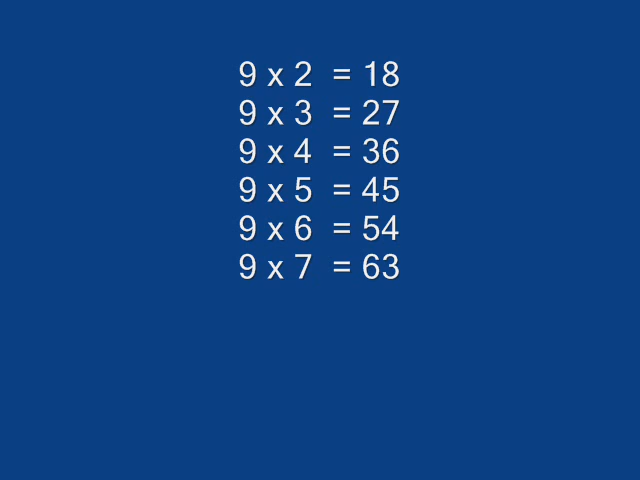 9 x 2 = 18
9 x 3 = 27
9 x 4 = 36
9 x 5 = 45
9 x 6 = 54
9 x 7 = 63